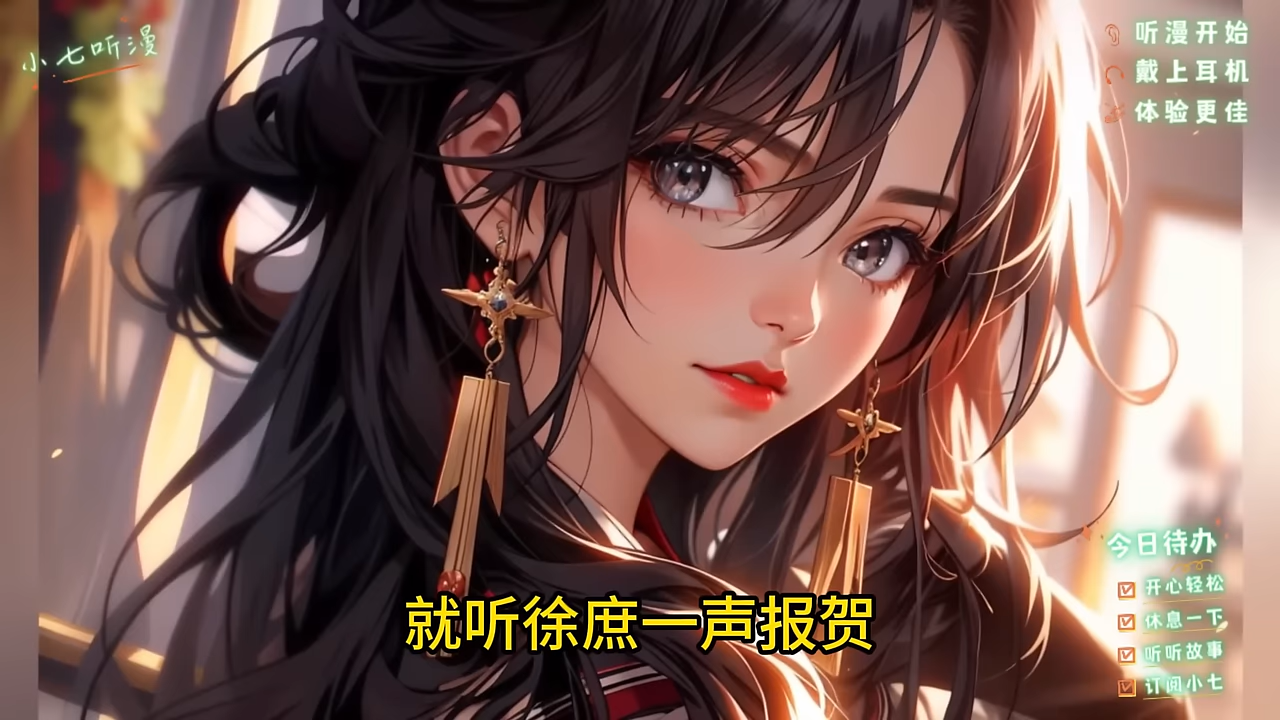 小七听漫
听漫开始
戴上耳机
体验更佳
今日待办
开心轻松
休息一下
听听故事
订阅小七
就听徐庶一声报贺